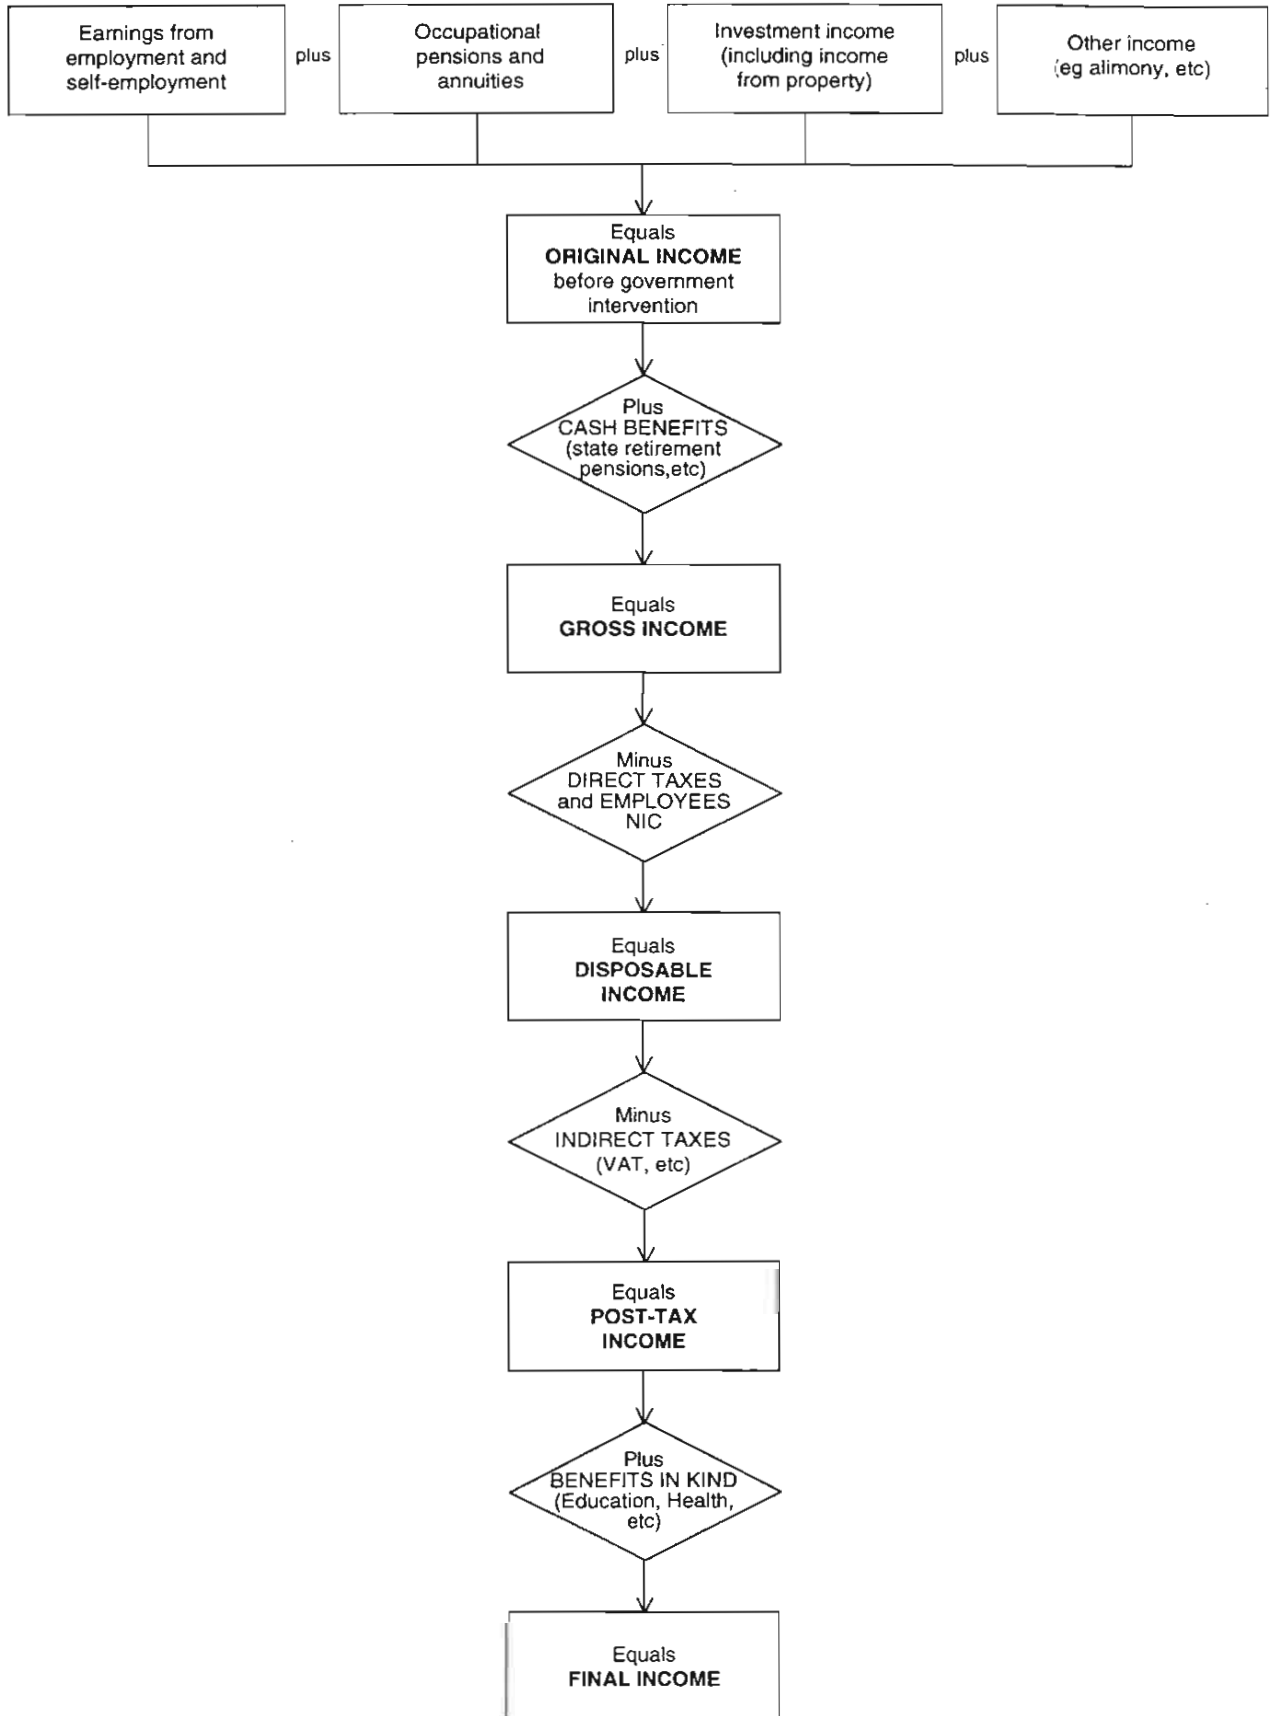 Earnings from
employment and
self-employment
plus
Occupational
pensions and
annuities
plus
Investment income
(including income
from property)
plus
Other income
(eg alimony, etc)
Equals
ORIGINAL INCOME
before government
intervention
Plus
CASH BENEFITS
(state retirement
pensions,etc)
Equals
GROSS INCOME
Minus
DIRECT TAXES
and EMPLOYEES
NIC
Equals
DISPOSABLE
INCOME
Minus
INDIRECT TAXES
(VAT, etc)
Equals
POST-TAX
INCOME
Plus
BENEFITS IN KIND
(Education, Health,
etc)
Equals
FINAL INCOME